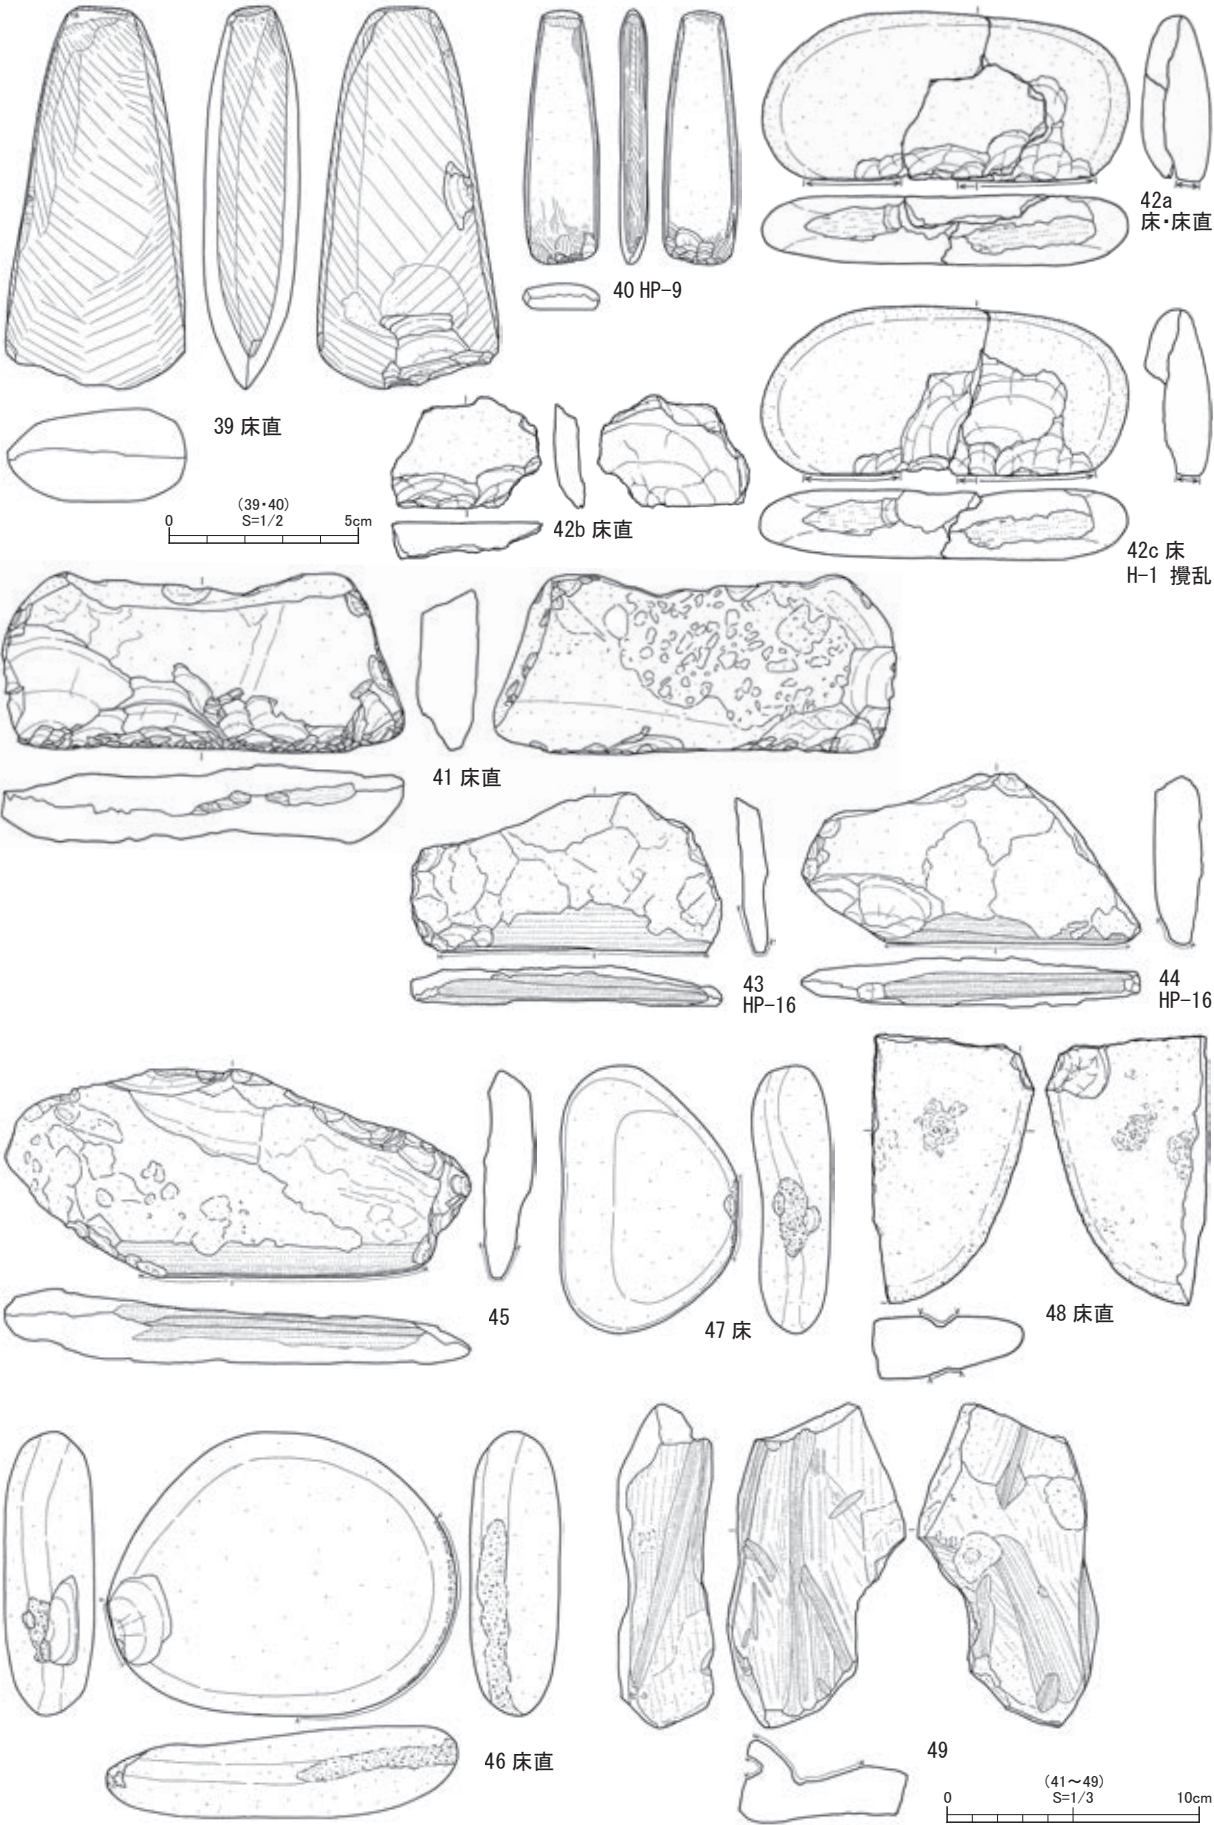 42a
床・床直
40 HP-9
39 床直
(39・40)
S=1/2
0
5cm
42b 床直
42c 床
H-1 攪乱
41 床直
43
HP-16
44
HP-16
45
47 床
48 床直
46 床直
49
(41～49)
S=1/3
0
10cm